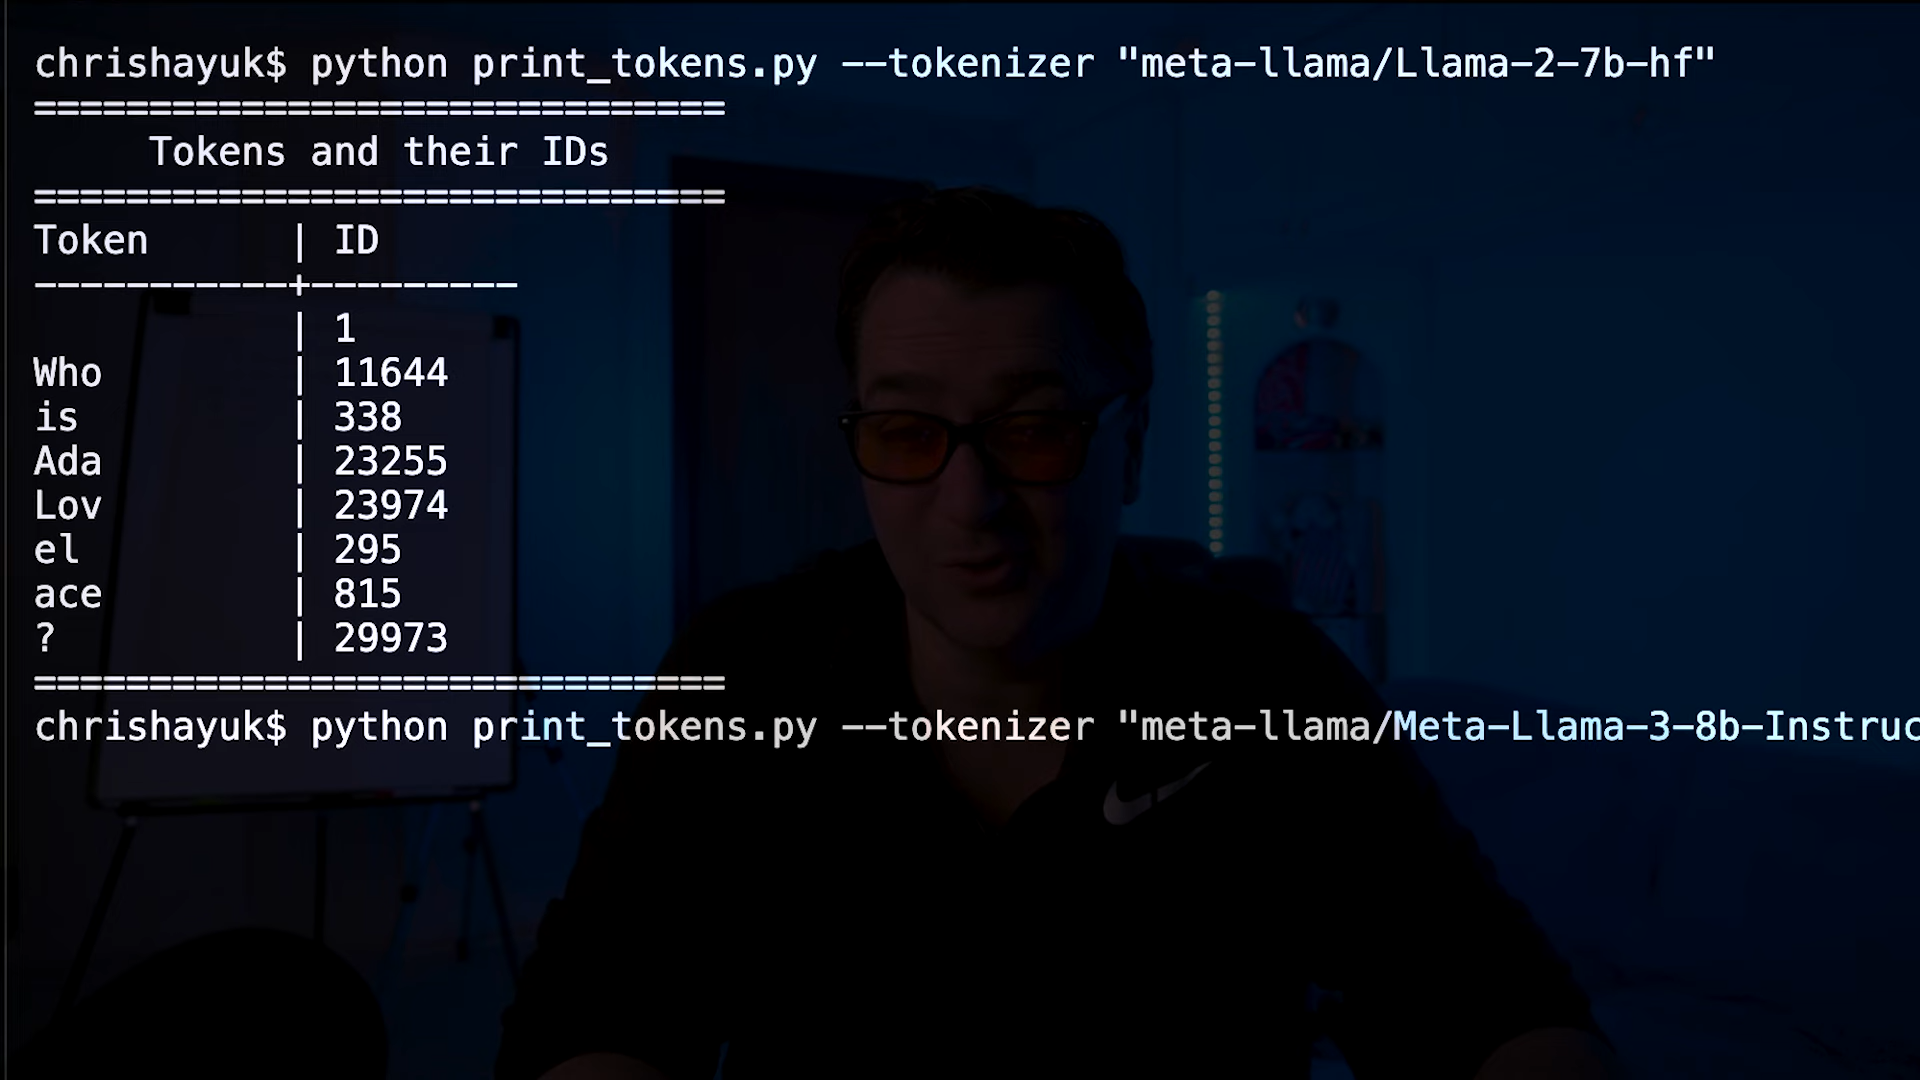 chrishayuk$ python print_tokens.py --tokenizer "meta-llama/Llama-2-7b-hf"
==============================
Tokens and their IDs
==============================
Token | ID
-----------+---------
| 1
Who | 11644
is | 338
Ada | 23255
Lov | 23974
el | 295
ace | 815
? | 29973
==============================
chrishayuk$ python print_tokens.py --tokenizer "meta-llama/Meta-Llama-3-8b-Instruc